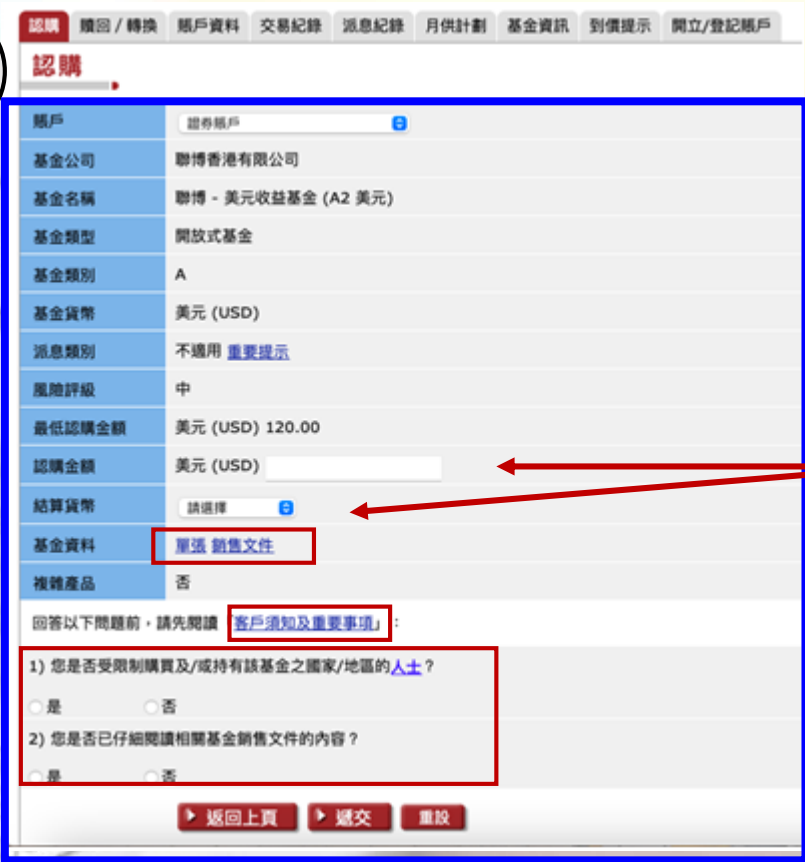 認購 贖回 / 轉換 賬戶資料 交易紀錄 派息紀錄 月供計劃 基金資訊 到價提示 開立/登記賬戶
認購
賬戶 證券賬戶
基金公司 聯博香港有限公司
基金名稱 聯博 - 美元收益基金 (A2 美元)
基金類型 開放式基金
基金類別 A
基金貨幣 美元 (USD)
派息類別 不適用 重要提示
風險評級 中
最低認購金額 美元 (USD) 120.00
認購金額 美元 (USD)
結算貨幣 請選擇
基金資料 單張 銷售文件
複雜產品 否
回答以下問題前，請先閱讀「客戶須知及重要事項」：
1) 您是否受限制購買及/或持有該基金之國家/地區的人士？
是 否
2) 您是否已仔細閱讀相關基金銷售文件的內容？
是 否
返回上頁 遞交 重設